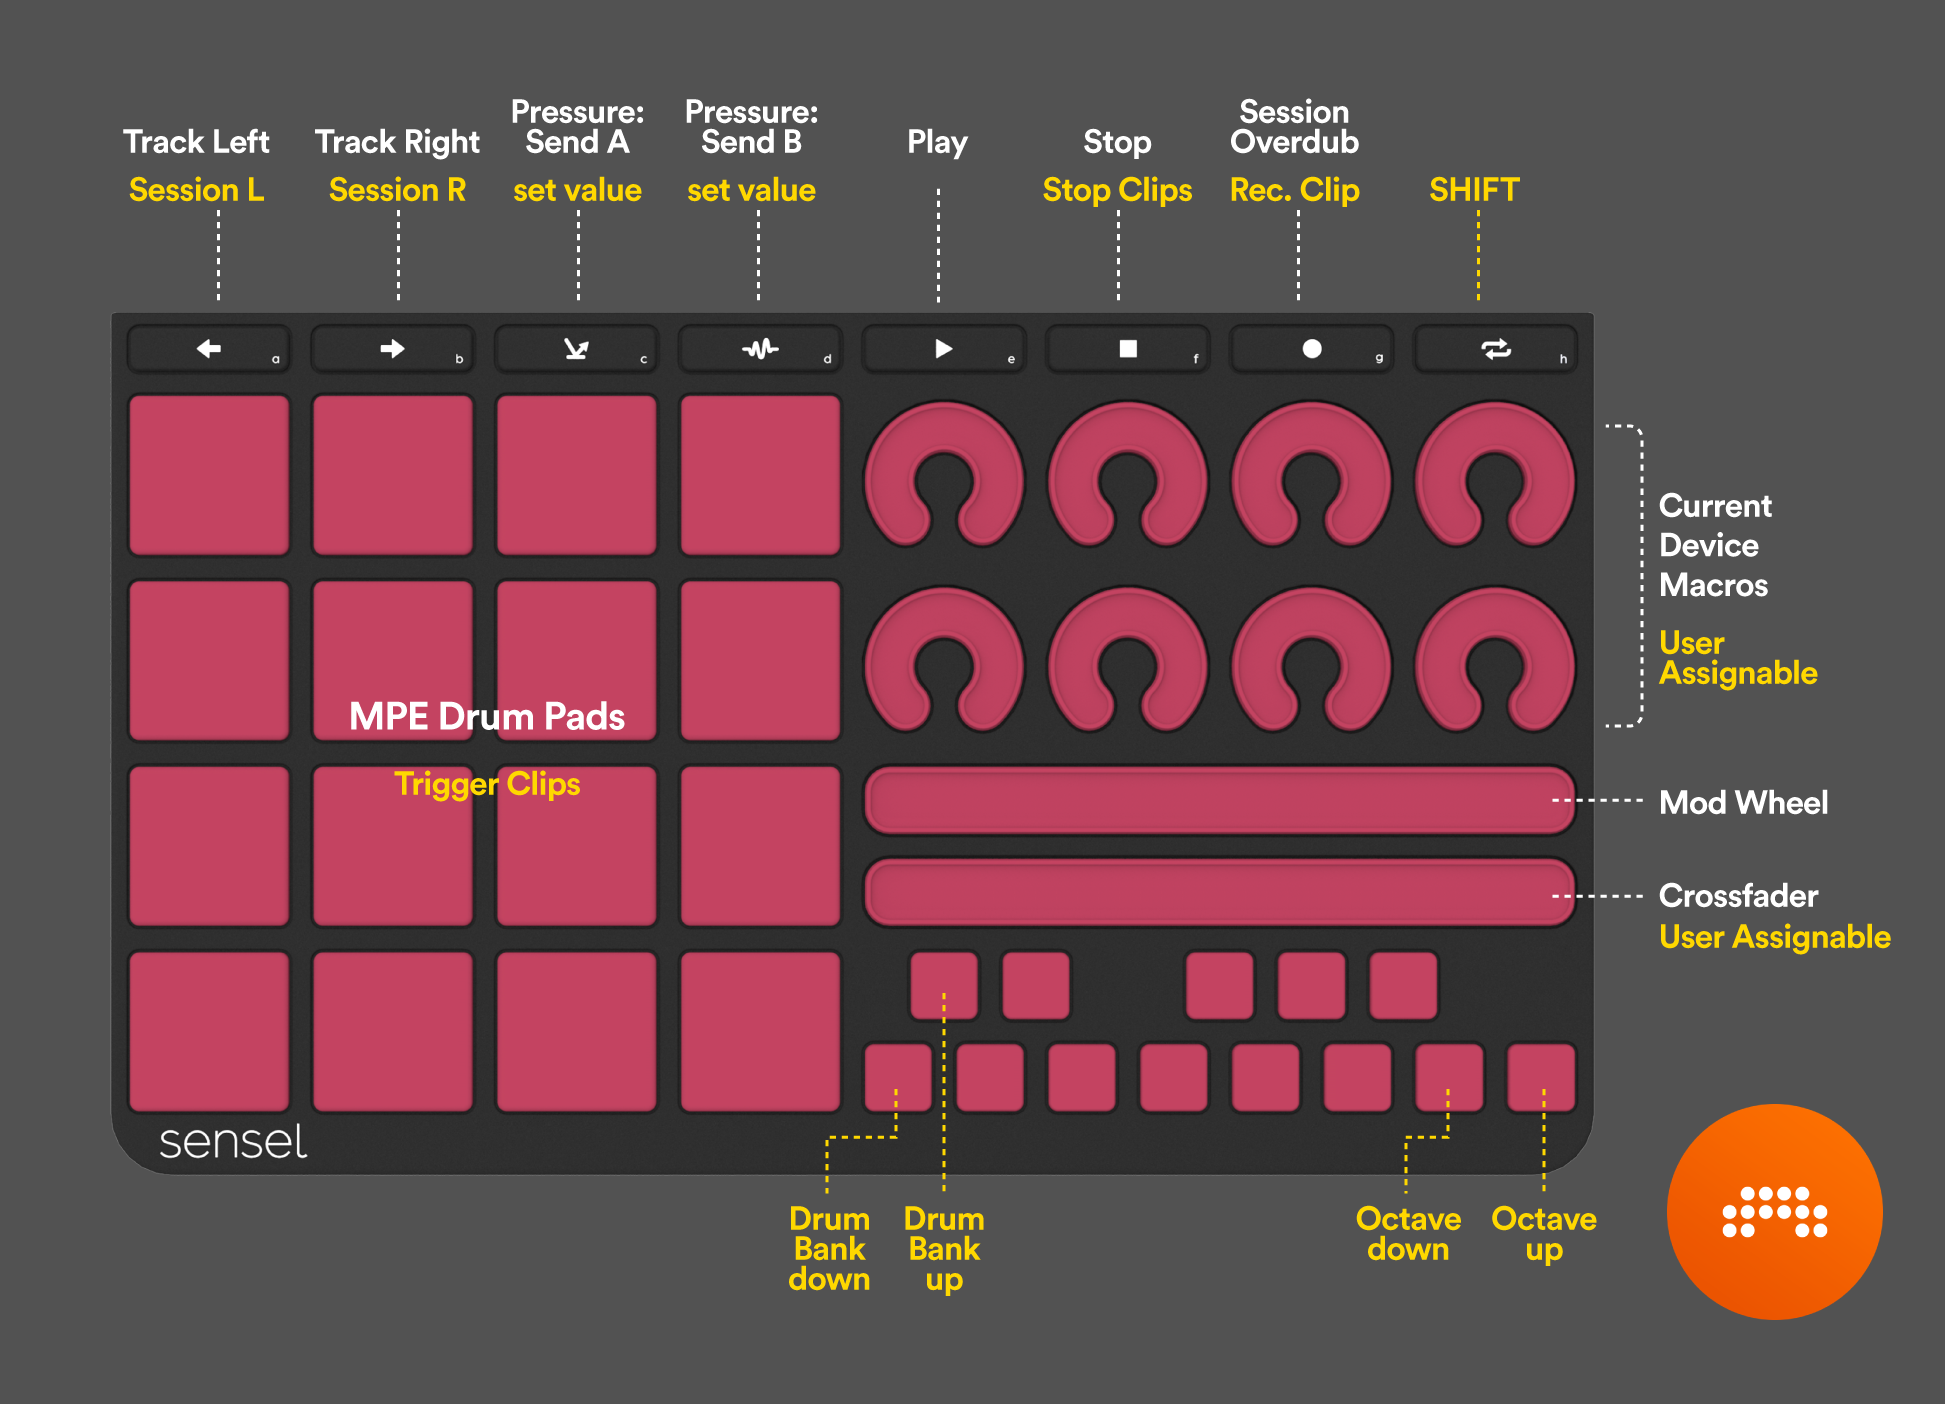 Track Left
Session L
Track Right
Session R
Pressure:
Send A
set value
Pressure:
Send B
set value
Play
Stop
Stop Clips
Session
Overdub
Rec. Clip
SHIFT
a
b
c
d
e
f
g
h
Current
Device
Macros
User
Assignable
MPE Drum Pads
Trigger Clips
Mod Wheel
Crossfader
User Assignable
sensel
Drum
Bank
down
Drum
Bank
up
Octave
down
Octave
up